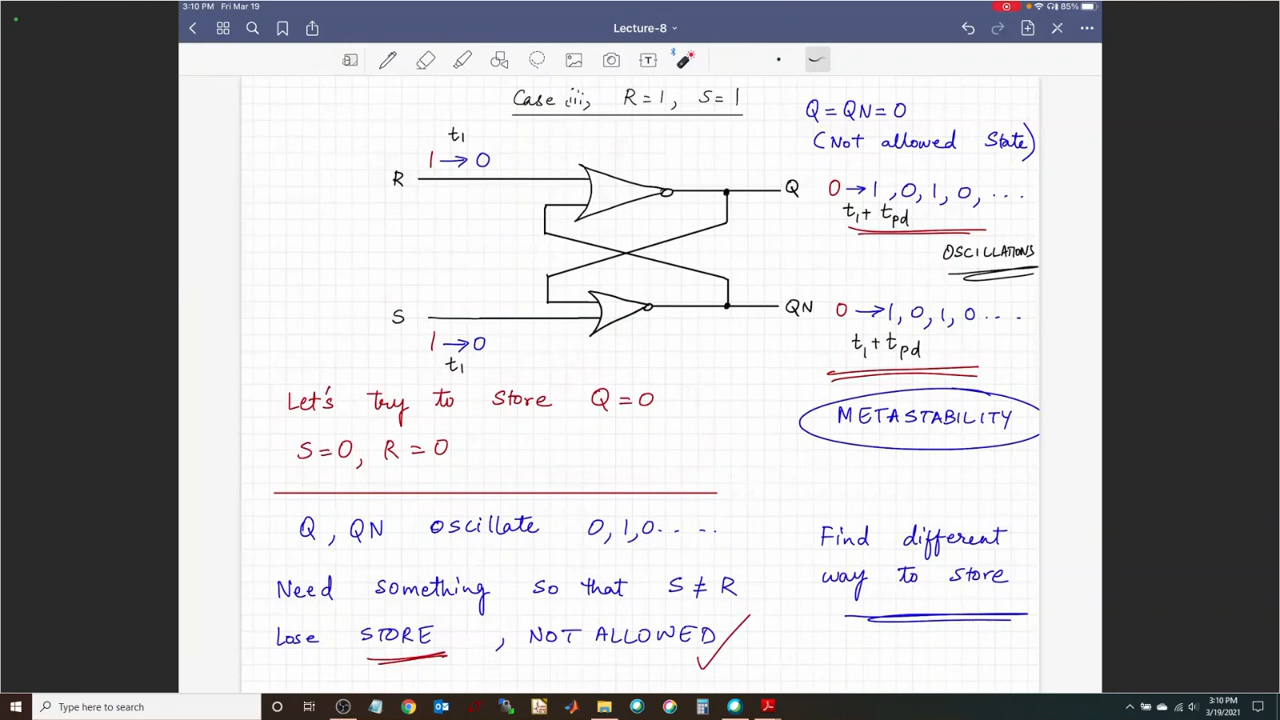 3:10 PM Fri Mar 19
85%
Lecture-8
Case iii, R = 1, S = 1
Q = QN = 0
(Not allowed State)
t1
1 → 0
R
Q
0 → 1, 0, 1, 0, ....
t1 + tpd
OSCILLATIONS
S
QN
0 → 1, 0, 1, 0 ....
1 → 0
t1
t1 + tpd
METASTABILITY
Let's try to store Q = 0
S = 0, R = 0
Q, QN oscillate 0, 1, 0.. ..
Find different
way to store
Need something so that S ≠ R
Lose STORE , NOT ALLOWED
Type here to search
3:10 PM
3/19/2021